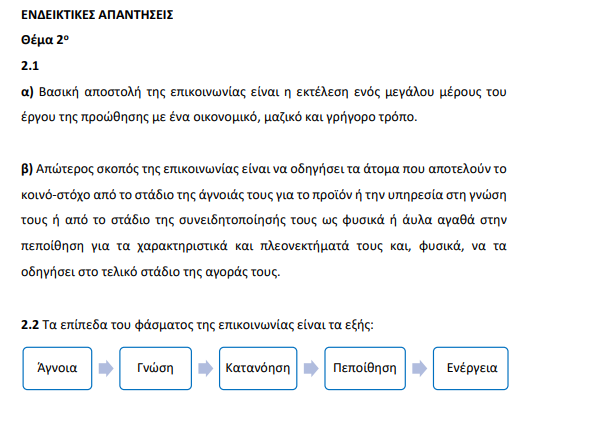 ΕΝΔΕΙΚΤΙΚΕΣ ΑΠΑΝΤΗΣΕΙΣ
Θέμα 2ο
2.1
α) Βασική αποστολή της επικοινωνίας είναι η εκτέλεση ενός μεγάλου μέρους του
έργου της προώθησης με ένα οικονομικό, μαζικό και γρήγορο τρόπο.
β) Απώτερος σκοπός της επικοινωνίας είναι να οδηγήσει τα άτομα που αποτελούν το
κοινό-στόχο από το στάδιο της άγνοιάς τους για το προϊόν ή την υπηρεσία στη γνώση
τους ή από το στάδιο της συνειδητοποίησής τους ως φυσικά ή άυλα αγαθά στην
πεποίθηση για τα χαρακτηριστικά και πλεονεκτήματά τους και, φυσικά, να τα
οδηγήσει στο τελικό στάδιο της αγοράς τους.
2.2 Τα επίπεδα του φάσματος της επικοινωνίας είναι τα εξής:
Άγνοια Γνώση Κατανόηση Πεποίθηση Ενέργεια